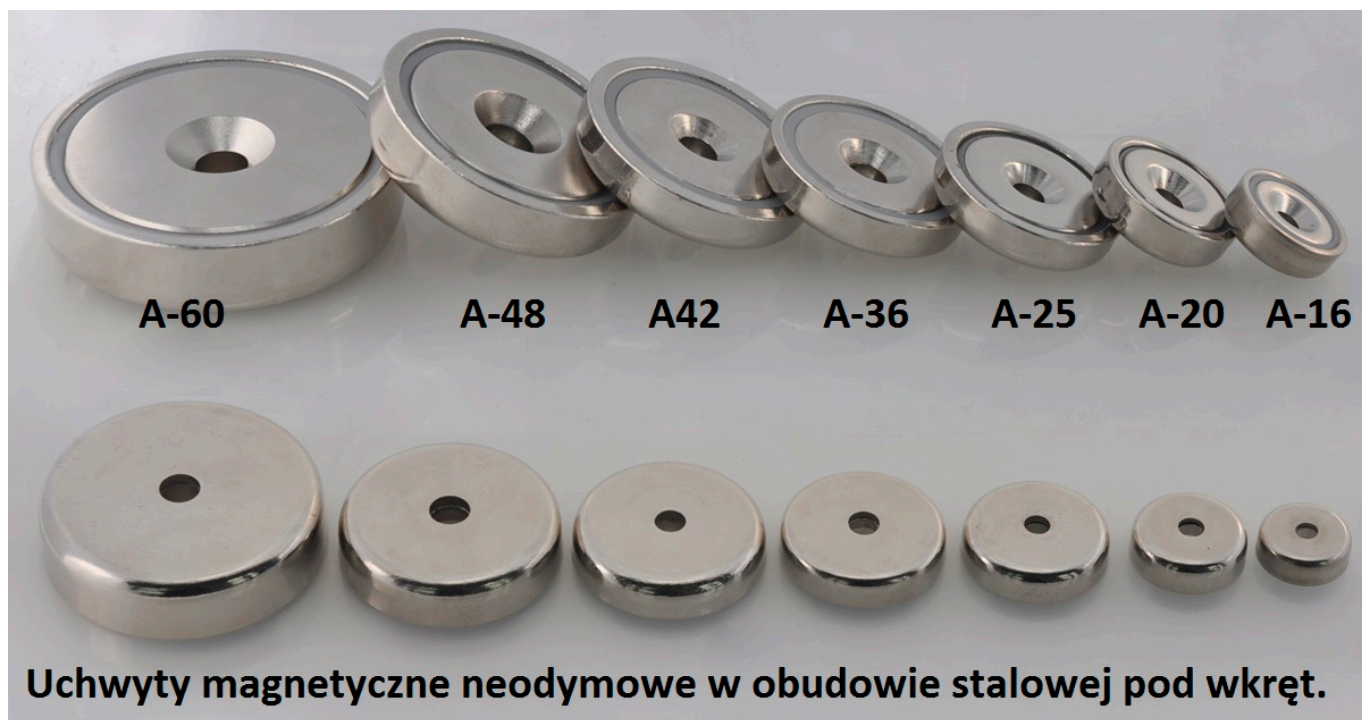 A-60 A-48 A42 A-36 A-25 A-20 A-16
Uchwyty magnetyczne neodymowe w obudowie stalowej pod wkręt.